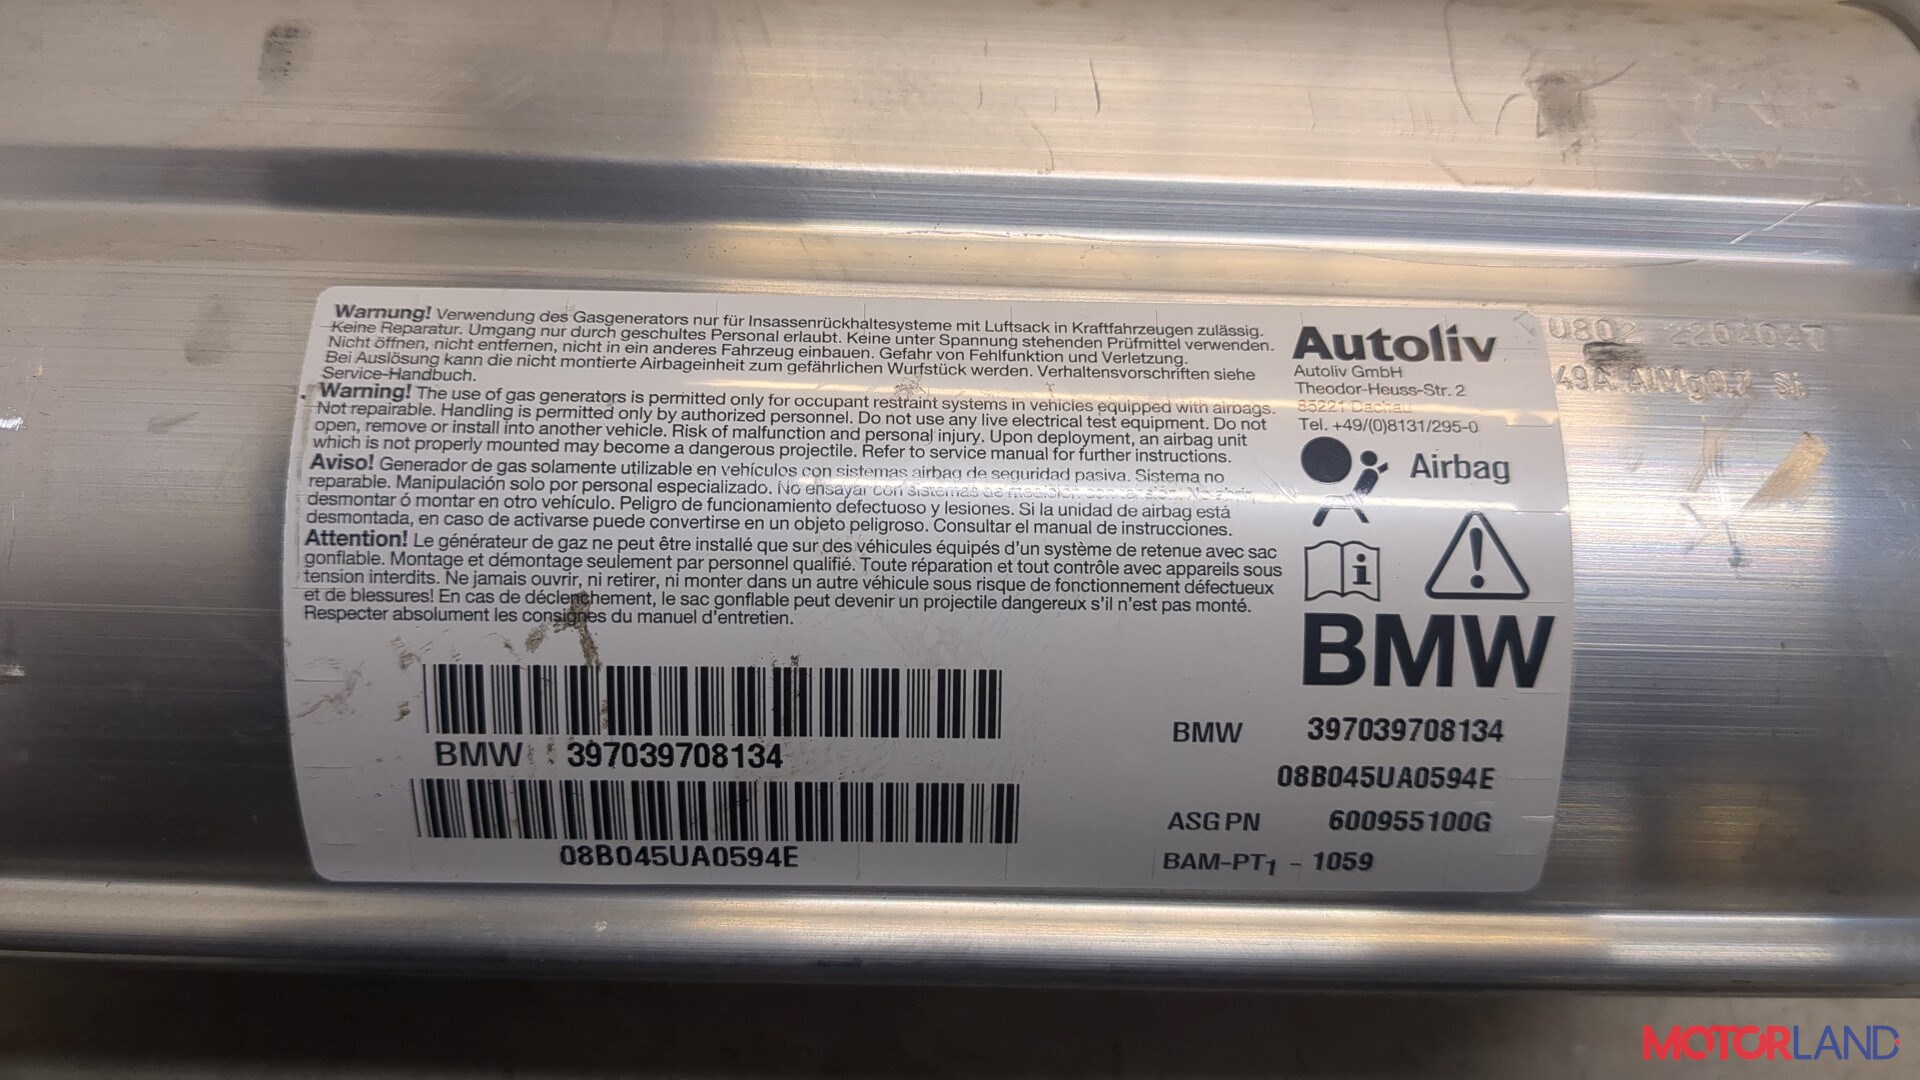 Warnung! Verwendung des Gasgenerators nur für Insassenrückhaltesysteme mit Luftsack in Kraftfahrzeugen zulässig.
Keine Reparatur. Umgang nur durch geschultes Personal erlaubt. Keine unter Spannung stehenden Prüfmittel verwenden.
Nicht öffnen, nicht entfernen, nicht in ein anderes Fahrzeug einbauen. Gefahr von Fehlfunktion und Verletzung.
Bei Auslösung kann die nicht montierte Airbageinheit zum gefährlichen Wurfstück werden. Verhaltensvorschriften siehe
Service-Handbuch.
Warning! The use of gas generators is permitted only for occupant restraint systems in vehicles equipped with airbags.
Not repairable. Handling is permitted only by authorized personnel. Do not use any live electrical test equipment. Do not
open, remove or install into another vehicle. Risk of malfunction and personal injury. Upon deployment, an airbag unit
which is not properly mounted may become a dangerous projectile. Refer to service manual for further instructions.
Aviso! Generador de gas solamente utilizable en vehículos con sistemas airbag de seguridad pasiva. Sistema no
reparable. Manipulación solo por personal especializado. No ensayar con sistemas de medición con tensión. No abrir,
desmontar ó montar en otro vehículo. Peligro de funcionamiento defectuoso y lesiones. Si la unidad de airbag está
desmontada, en caso de activarse puede convertirse en un objeto peligroso. Consultar el manual de instrucciones.
Attention! Le générateur de gaz ne peut être installé que sur des véhicules équipés d'un système de retenue avec sac
gonflable. Montage et démontage seulement par personnel qualifié. Toute réparation et tout contrôle avec appareils sous
tension interdits. Ne jamais ouvrir, ni retirer, ni monter dans un autre véhicule sous risque de fonctionnement défectueux
et de blessures! En cas de déclenchement, le sac gonflable peut devenir un projectile dangereux s'il n'est pas monté.
Respecter absolument les consignes du manuel d'entretien.
Autoliv
Autoliv GmbH
Theodor-Heuss-Str. 2
85221 Dachau
Tel. +49/(0)8131/295-0
Airbag
BMW
BMW : 397039708134
08B045UA0594E
BMW 397039708134
08B045UA0594E
ASG PN 600955100G
BAM-PT1 - 1059
0802 2204047
49A AlMg0.7 Si
MOTORLAND